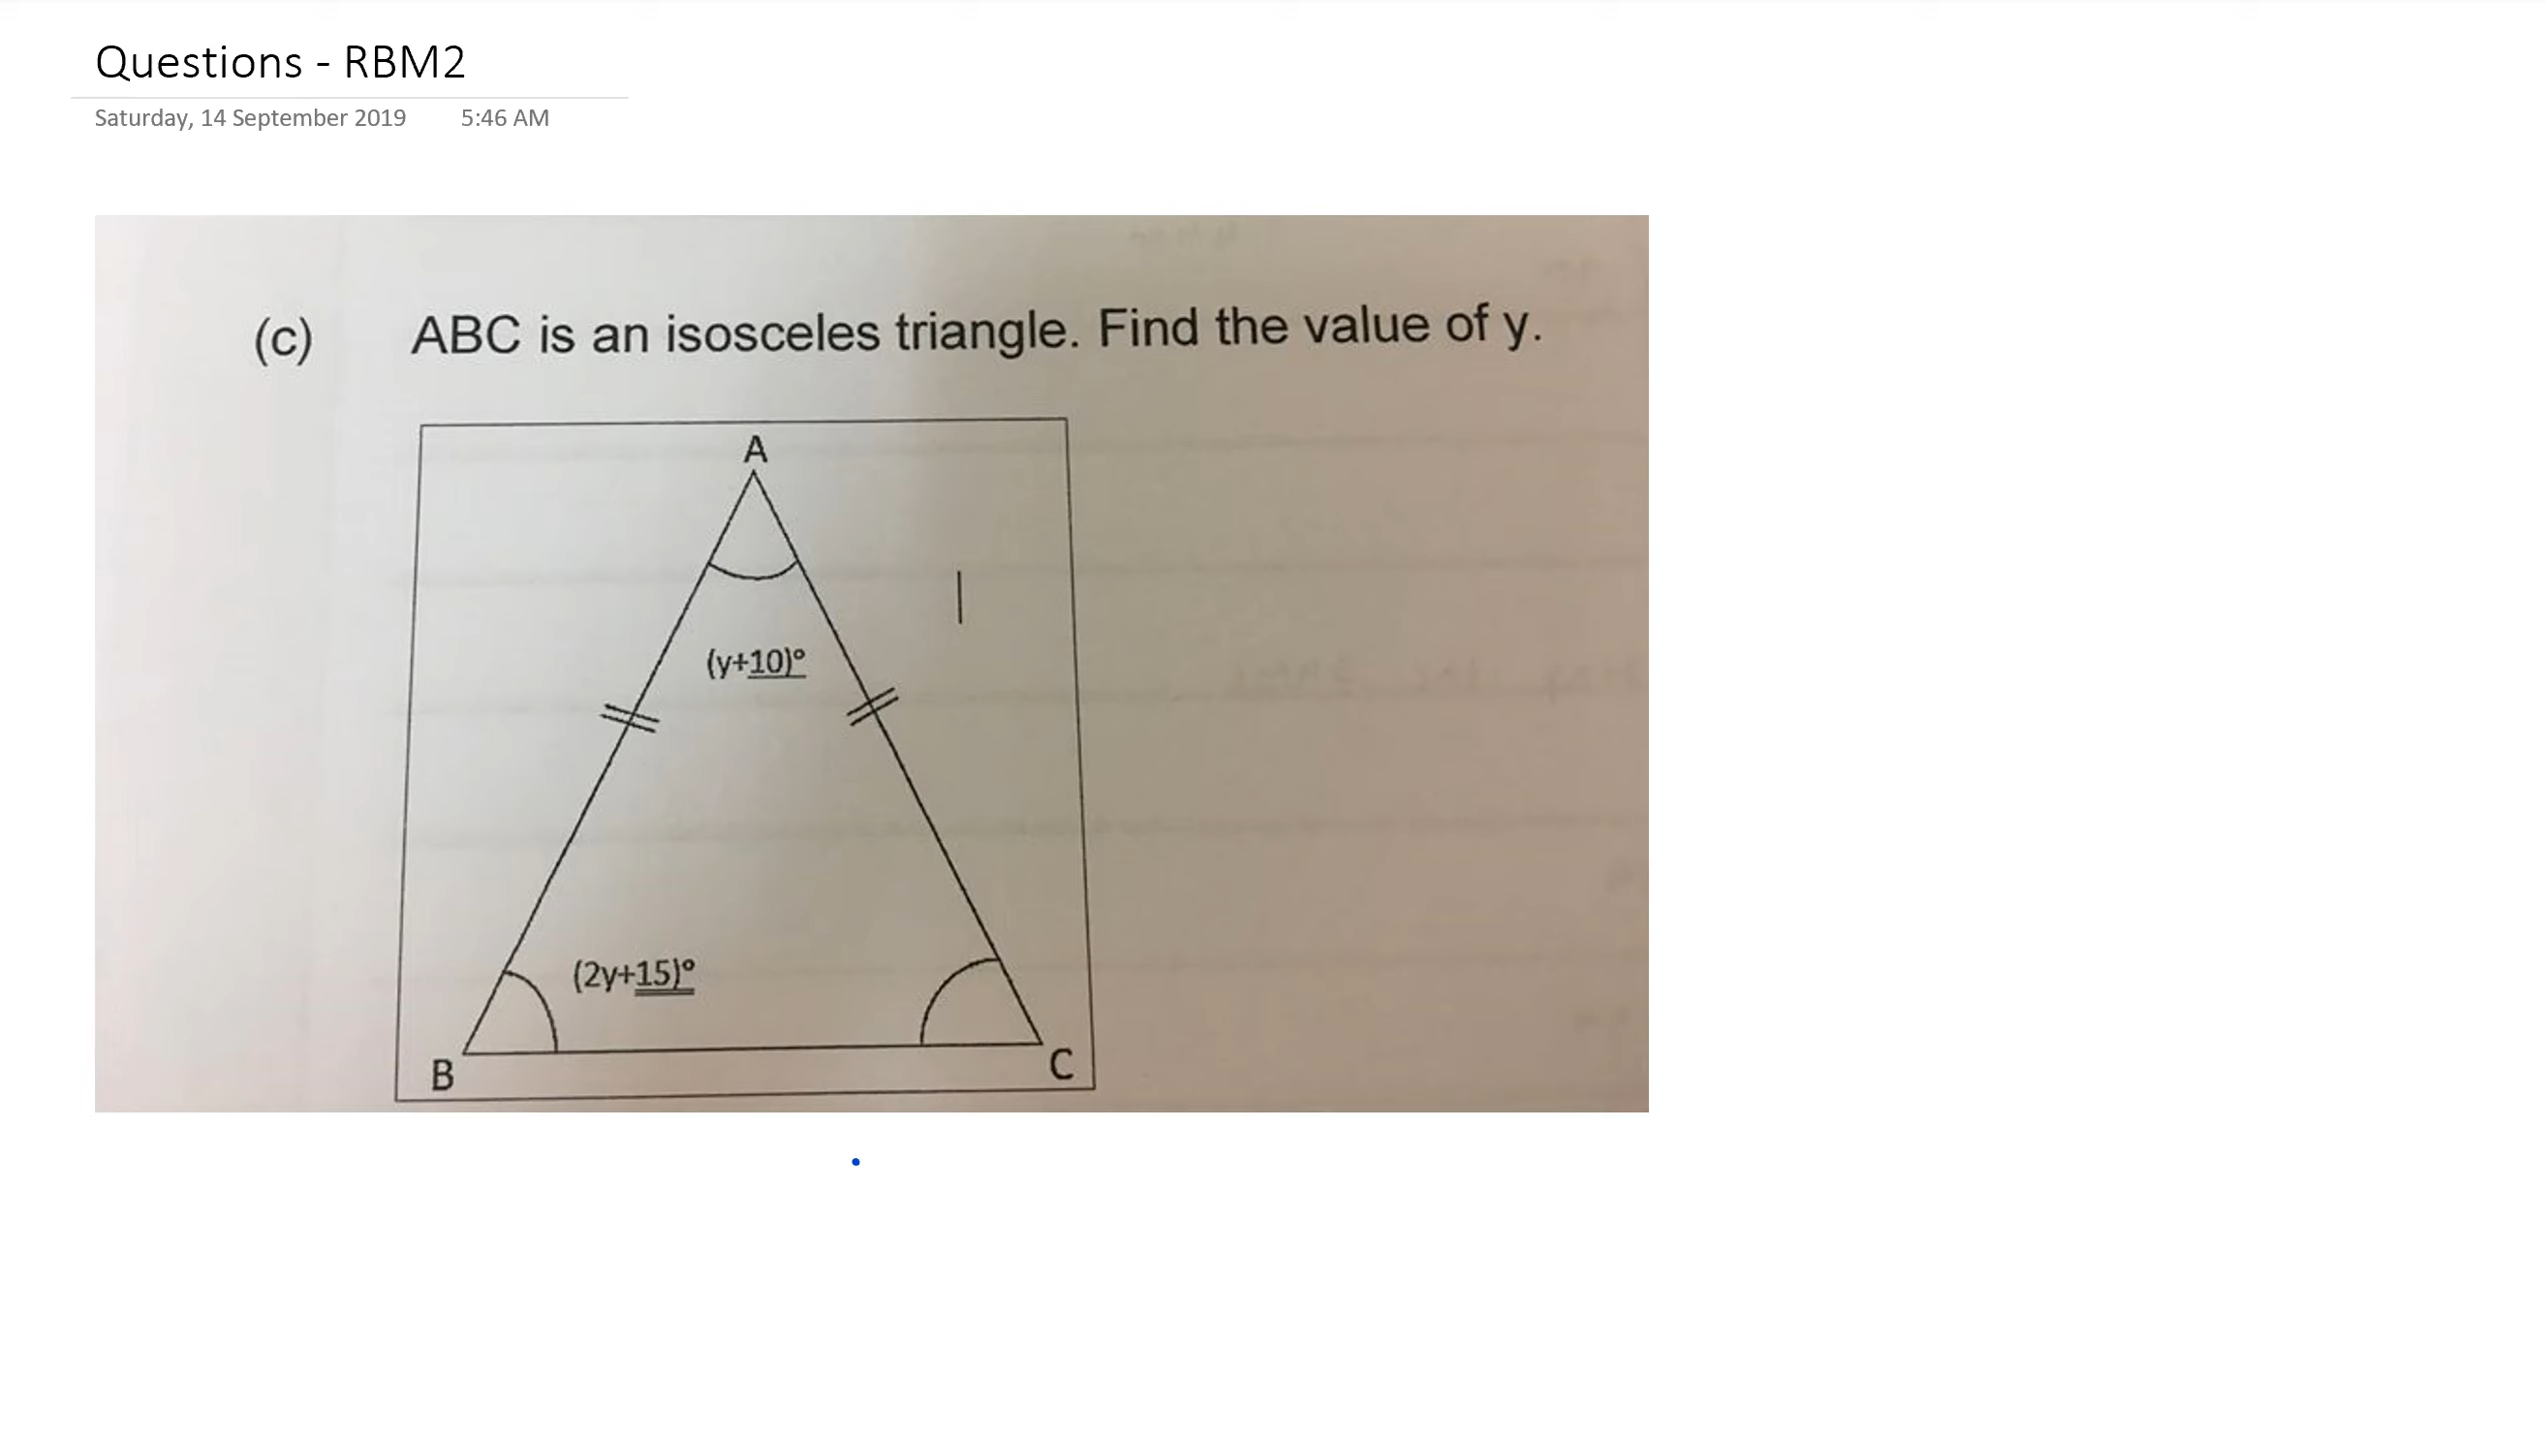 Questions - RBM2
Saturday, 14 September 2019 5:46 AM
(c) ABC is an isosceles triangle. Find the value of y.
A
(y+10)°
(2y+15)°
B
C